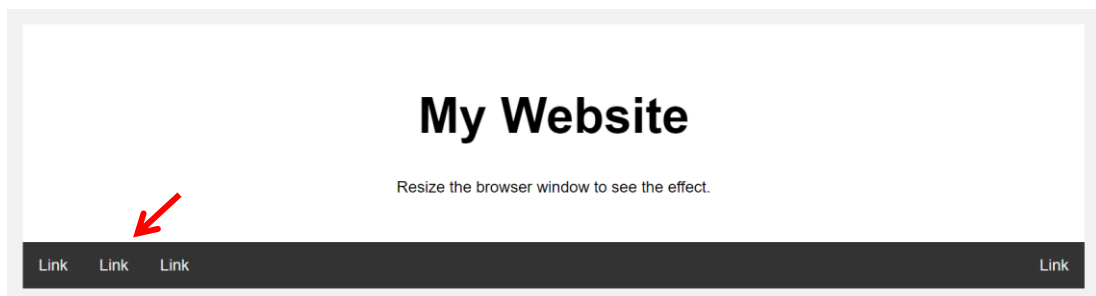 My Website
Resize the browser window to see the effect.
Link Link Link Link